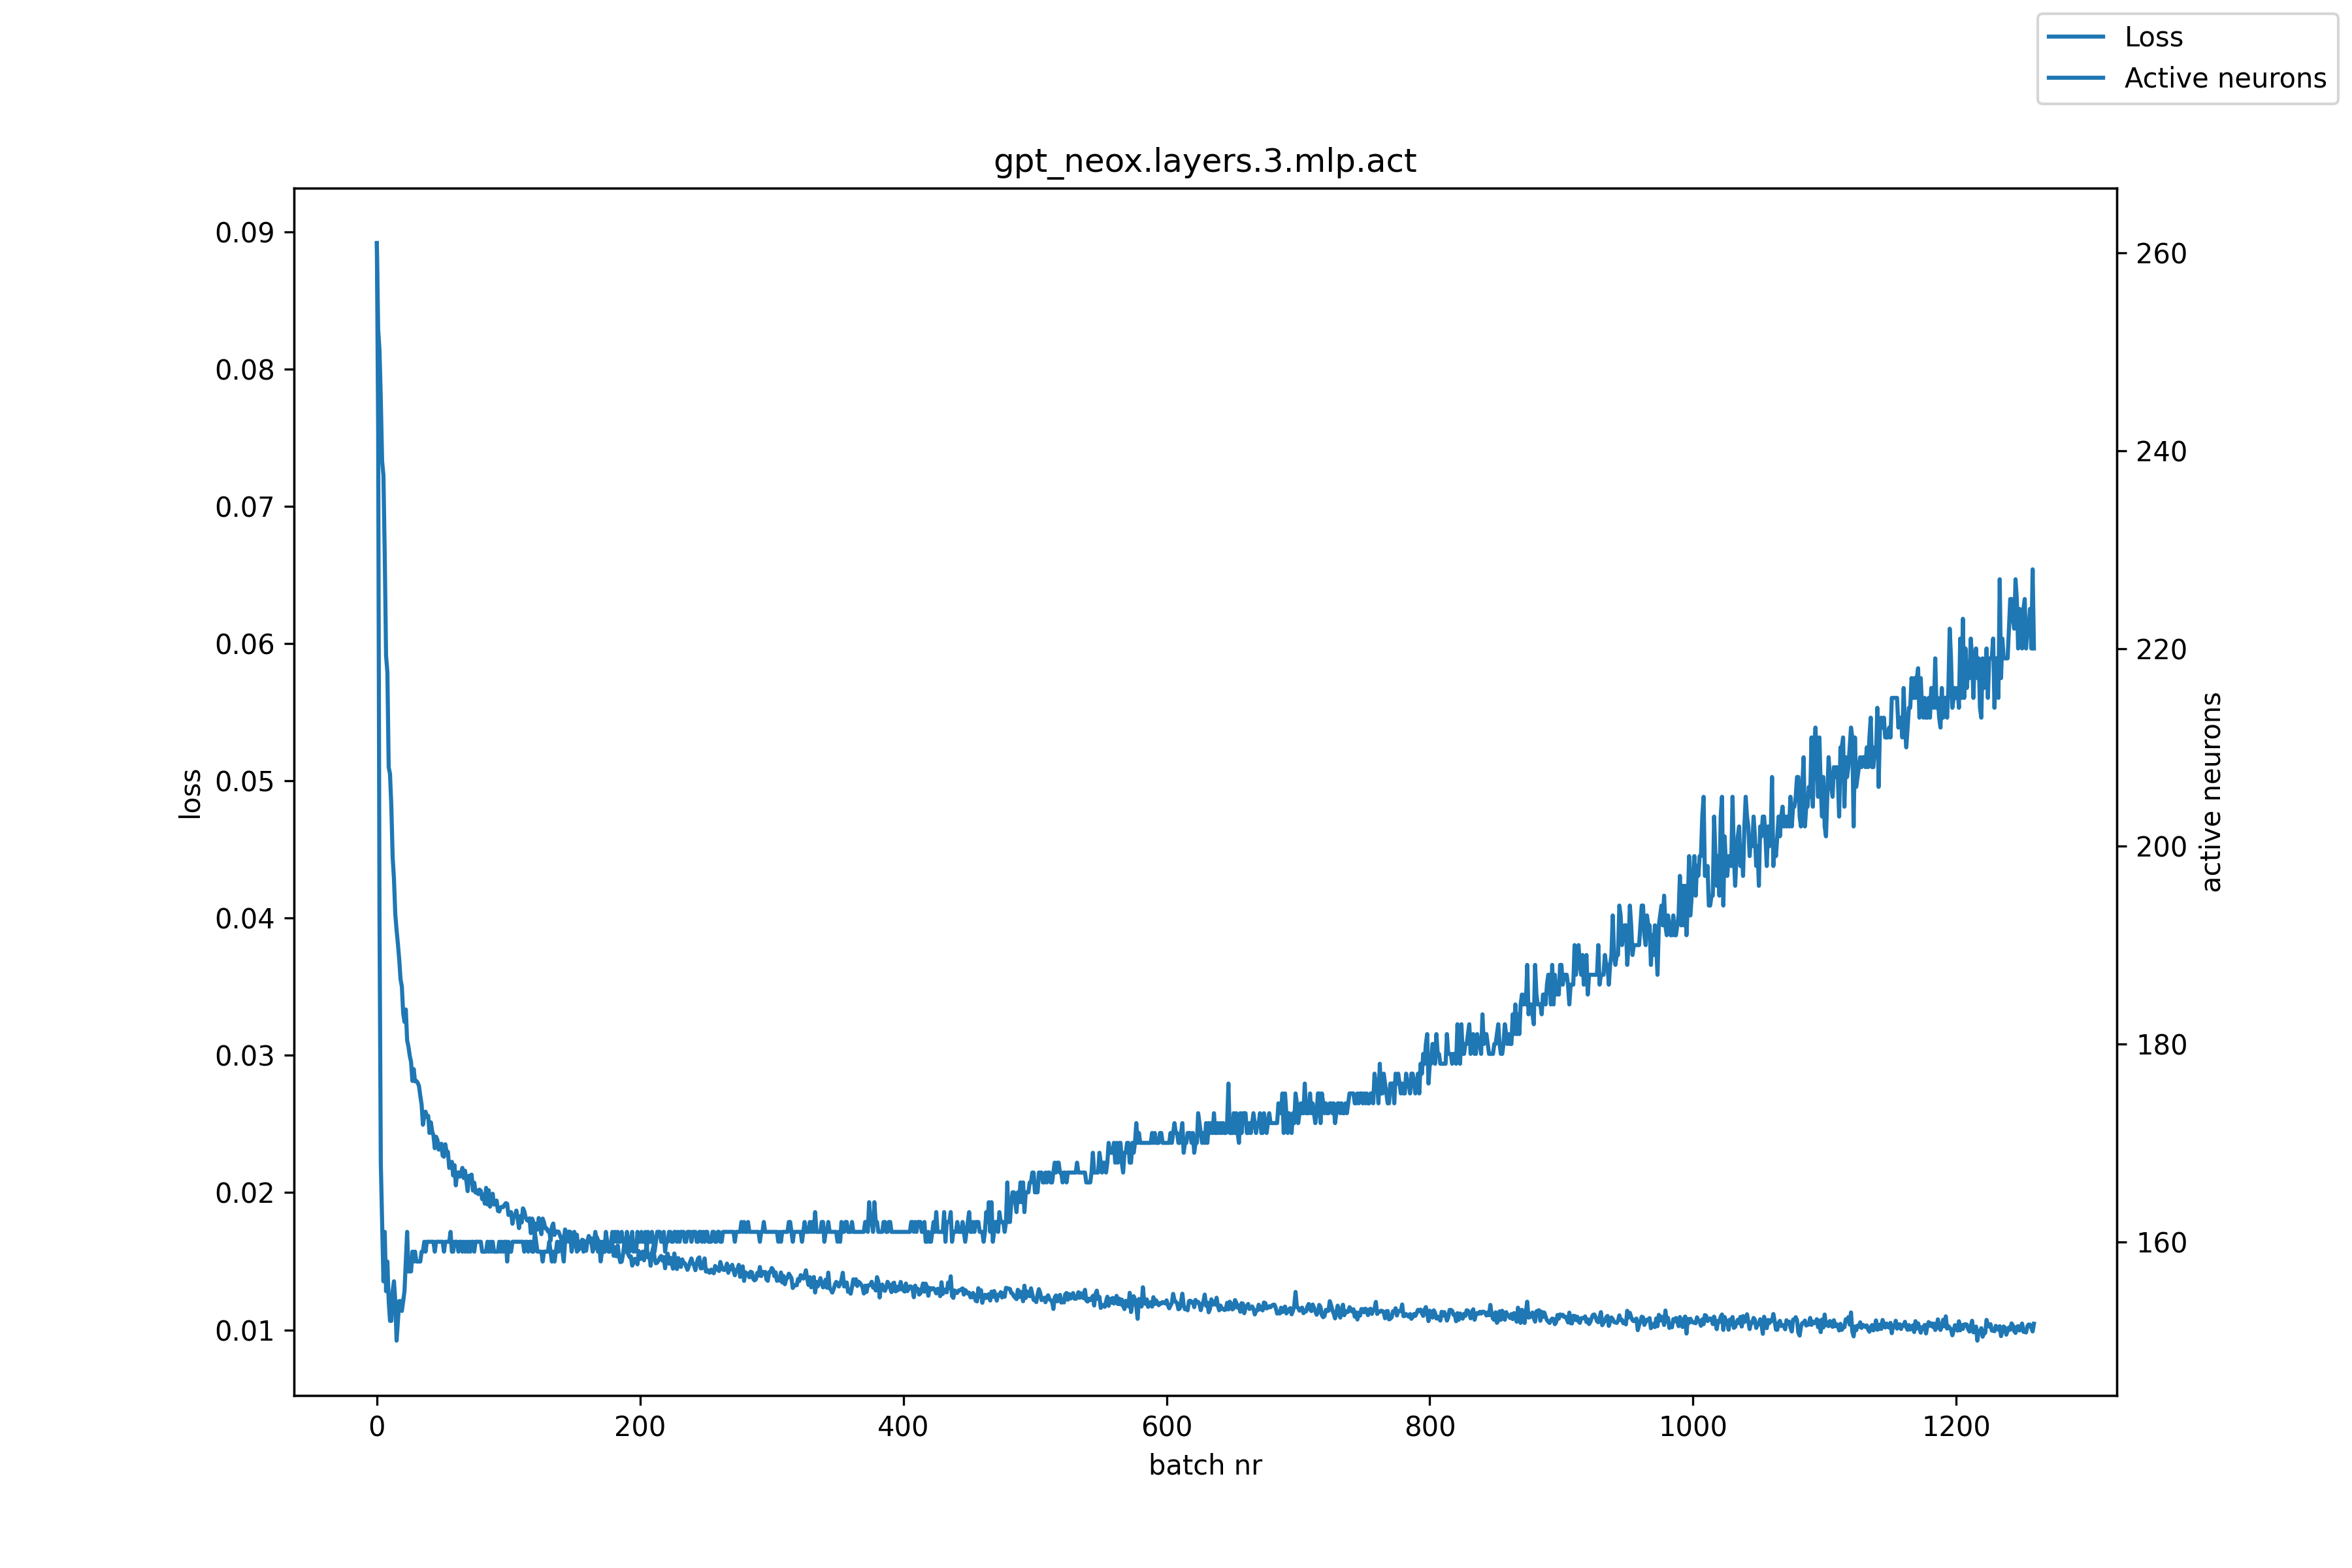 Loss
Active neurons
gpt_neox.layers.3.mlp.act
0.09
0.08
0.07
0.06
0.05
0.04
0.03
0.02
0.01
loss
260
240
220
200
180
160
active neurons
0 200 400 600 800 1000 1200
batch nr